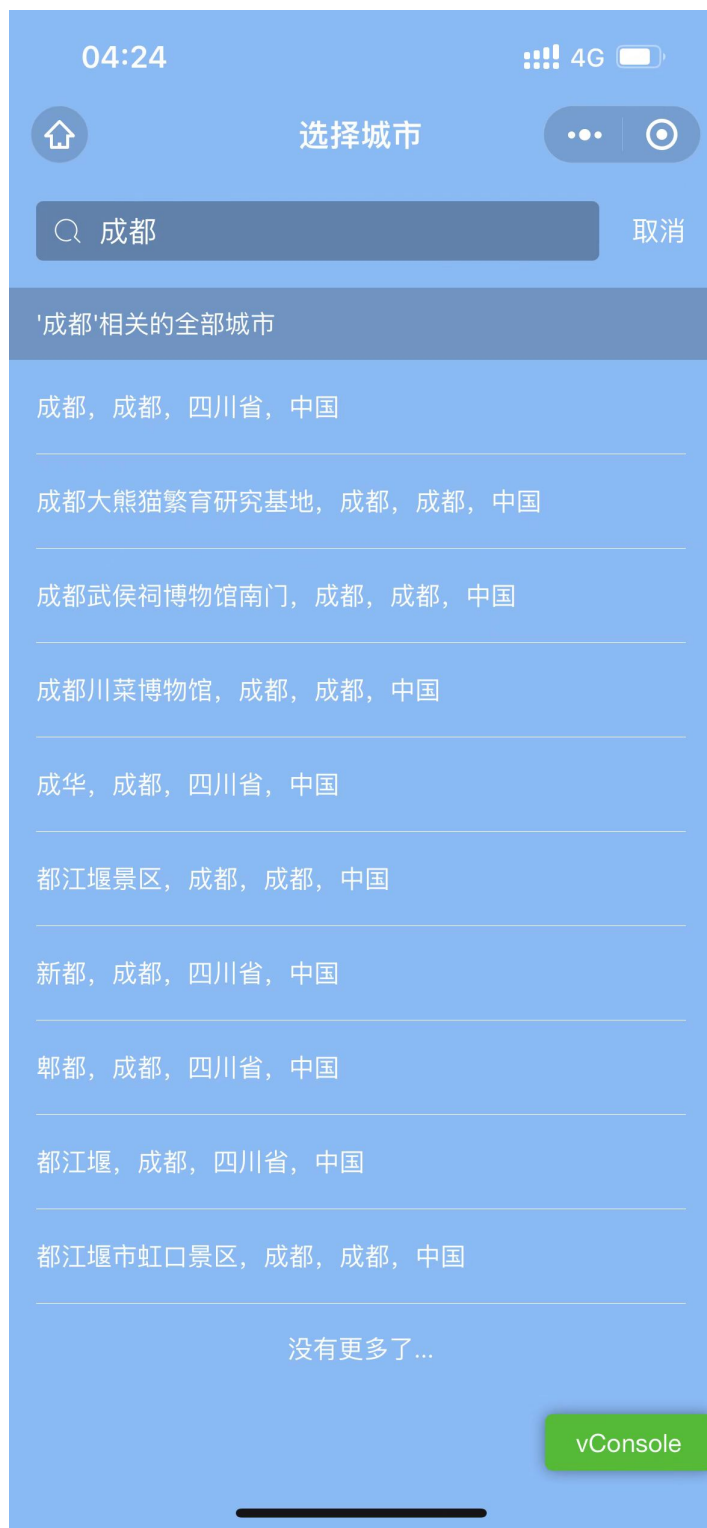 04:24 4G
选择城市
成都 取消
'成都'相关的全部城市
成都，成都，四川省，中国
成都大熊猫繁育研究基地，成都，成都，中国
成都武侯祠博物馆南门，成都，成都，中国
成都川菜博物馆，成都，成都，中国
成华，成都，四川省，中国
都江堰景区，成都，成都，中国
新都，成都，四川省，中国
郫都，成都，四川省，中国
都江堰，成都，四川省，中国
都江堰市虹口景区，成都，成都，中国
没有更多了...
vConsole